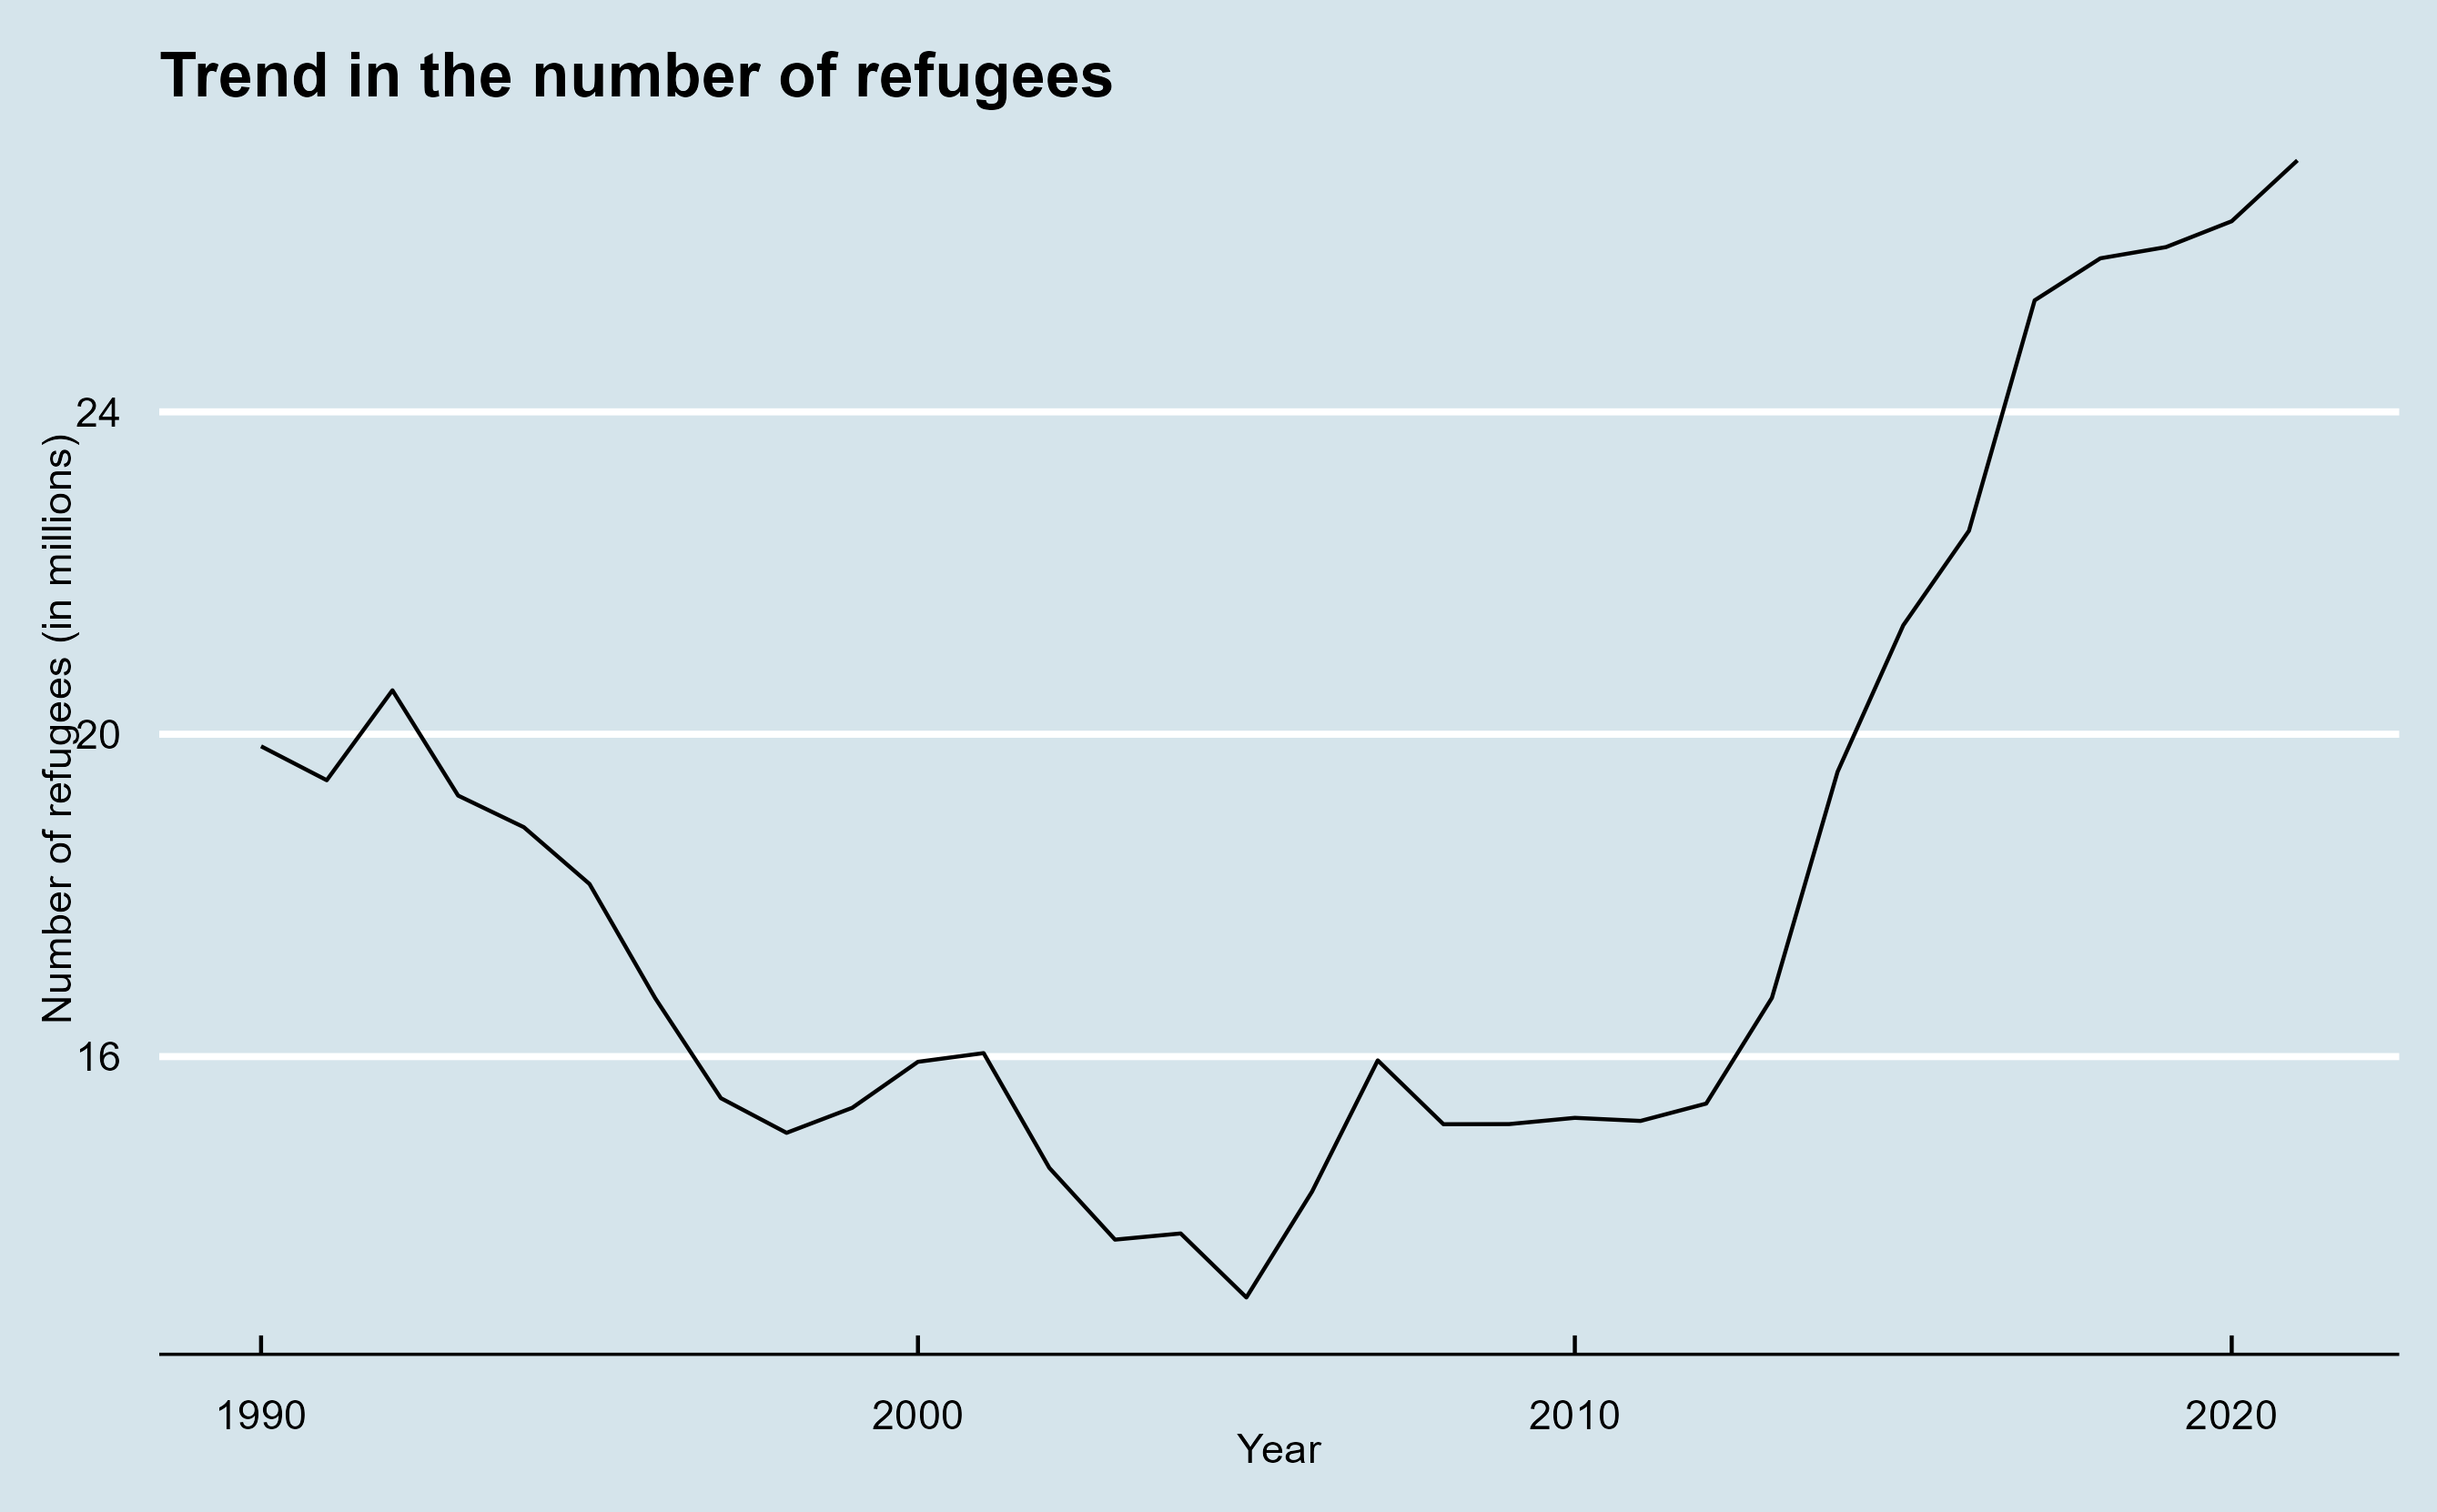 Trend in the number of refugees
Number of refugees (in millions)
24
20
16
1990
2000
2010
2020
Year